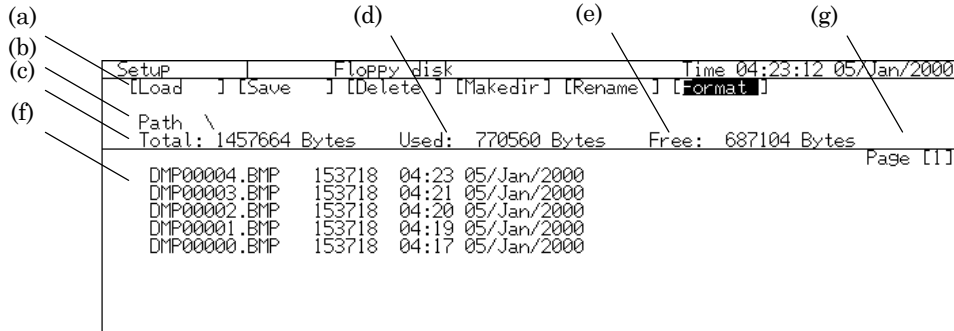 (a) (d) (e) (g)
(b)
(c)
(f)
Setup Floppy disk Time 04:23:12 05/Jan/2000
[Load ] [Save ] [Delete ] [Makedir] [Rename ] [Format ]
Path \
Total: 1457664 Bytes Used: 770560 Bytes Free: 687104 Bytes
Page [1]
DMP00004.BMP 153718 04:23 05/Jan/2000
DMP00003.BMP 153718 04:21 05/Jan/2000
DMP00002.BMP 153718 04:20 05/Jan/2000
DMP00001.BMP 153718 04:19 05/Jan/2000
DMP00000.BMP 153718 04:17 05/Jan/2000